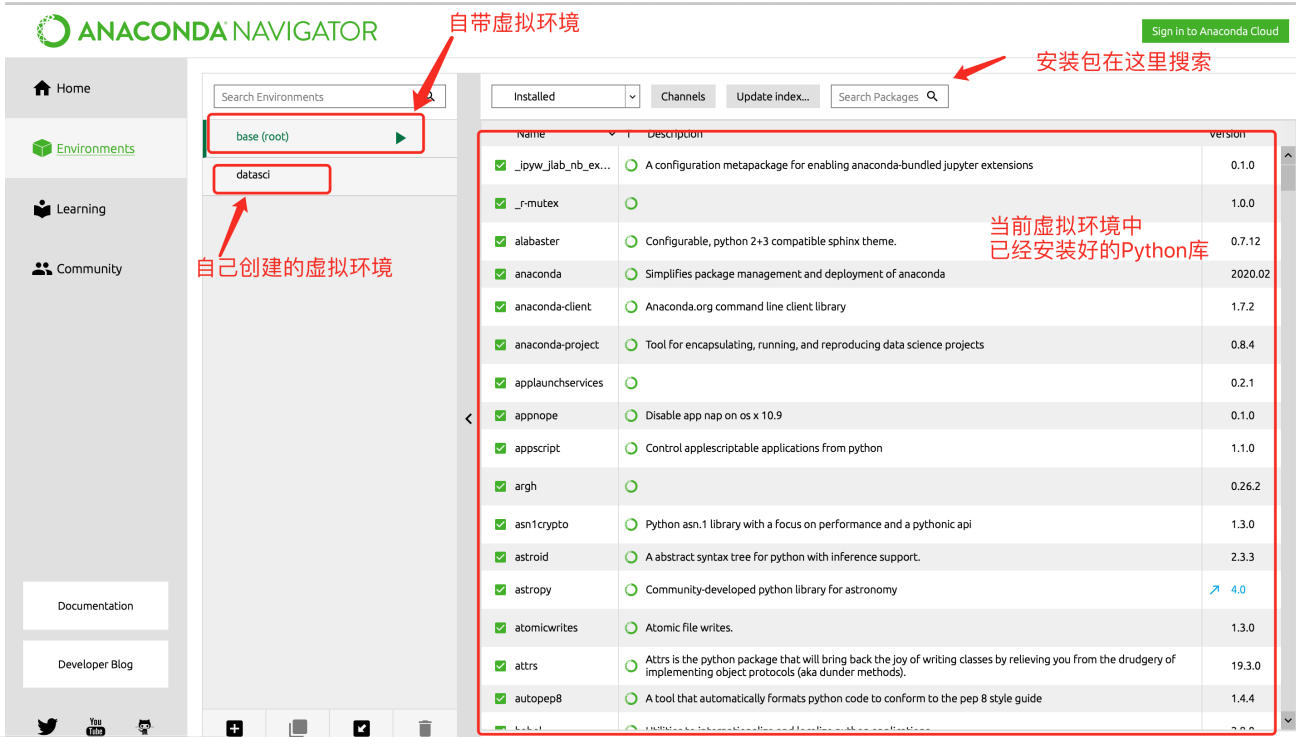 自带虚拟环境
ANACONDA NAVIGATOR
Sign in to Anaconda Cloud
安装包在这里搜索
Home
Environments
Learning
Community
Documentation
Developer Blog
You
Tube
Search Environments
base (root)
datasci
自己创建的虚拟环境
Installed
Channels
Update index...
Search Packages
Name T Description Version
_ipyw_jlab_nb_ex... A configuration metapackage for enabling anaconda-bundled jupyter extensions 0.1.0
_r-mutex 1.0.0
当前虚拟环境中
已经安装好的Python库
alabaster Configurable, python 2+3 compatible sphinx theme. 0.7.12
anaconda Simplifies package management and deployment of anaconda 2020.02
anaconda-client Anaconda.org command line client library 1.7.2
anaconda-project Tool for encapsulating, running, and reproducing data science projects 0.8.4
applaunchservices 0.2.1
appnope Disable app nap on os x 10.9 0.1.0
appscript Control applescriptable applications from python 1.1.0
argh 0.26.2
asn1crypto Python asn.1 library with a focus on performance and a pythonic api 1.3.0
astroid A abstract syntax tree for python with inference support. 2.3.3
astropy Community-developed python library for astronomy 4.0
atomicwrites Atomic file writes. 1.3.0
attrs Attrs is the python package that will bring back the joy of writing classes by relieving you from the drudgery of
implementing object protocols (aka dunder methods). 19.3.0
autopep8 A tool that automatically formats python code to conform to the pep 8 style guide 1.4.4